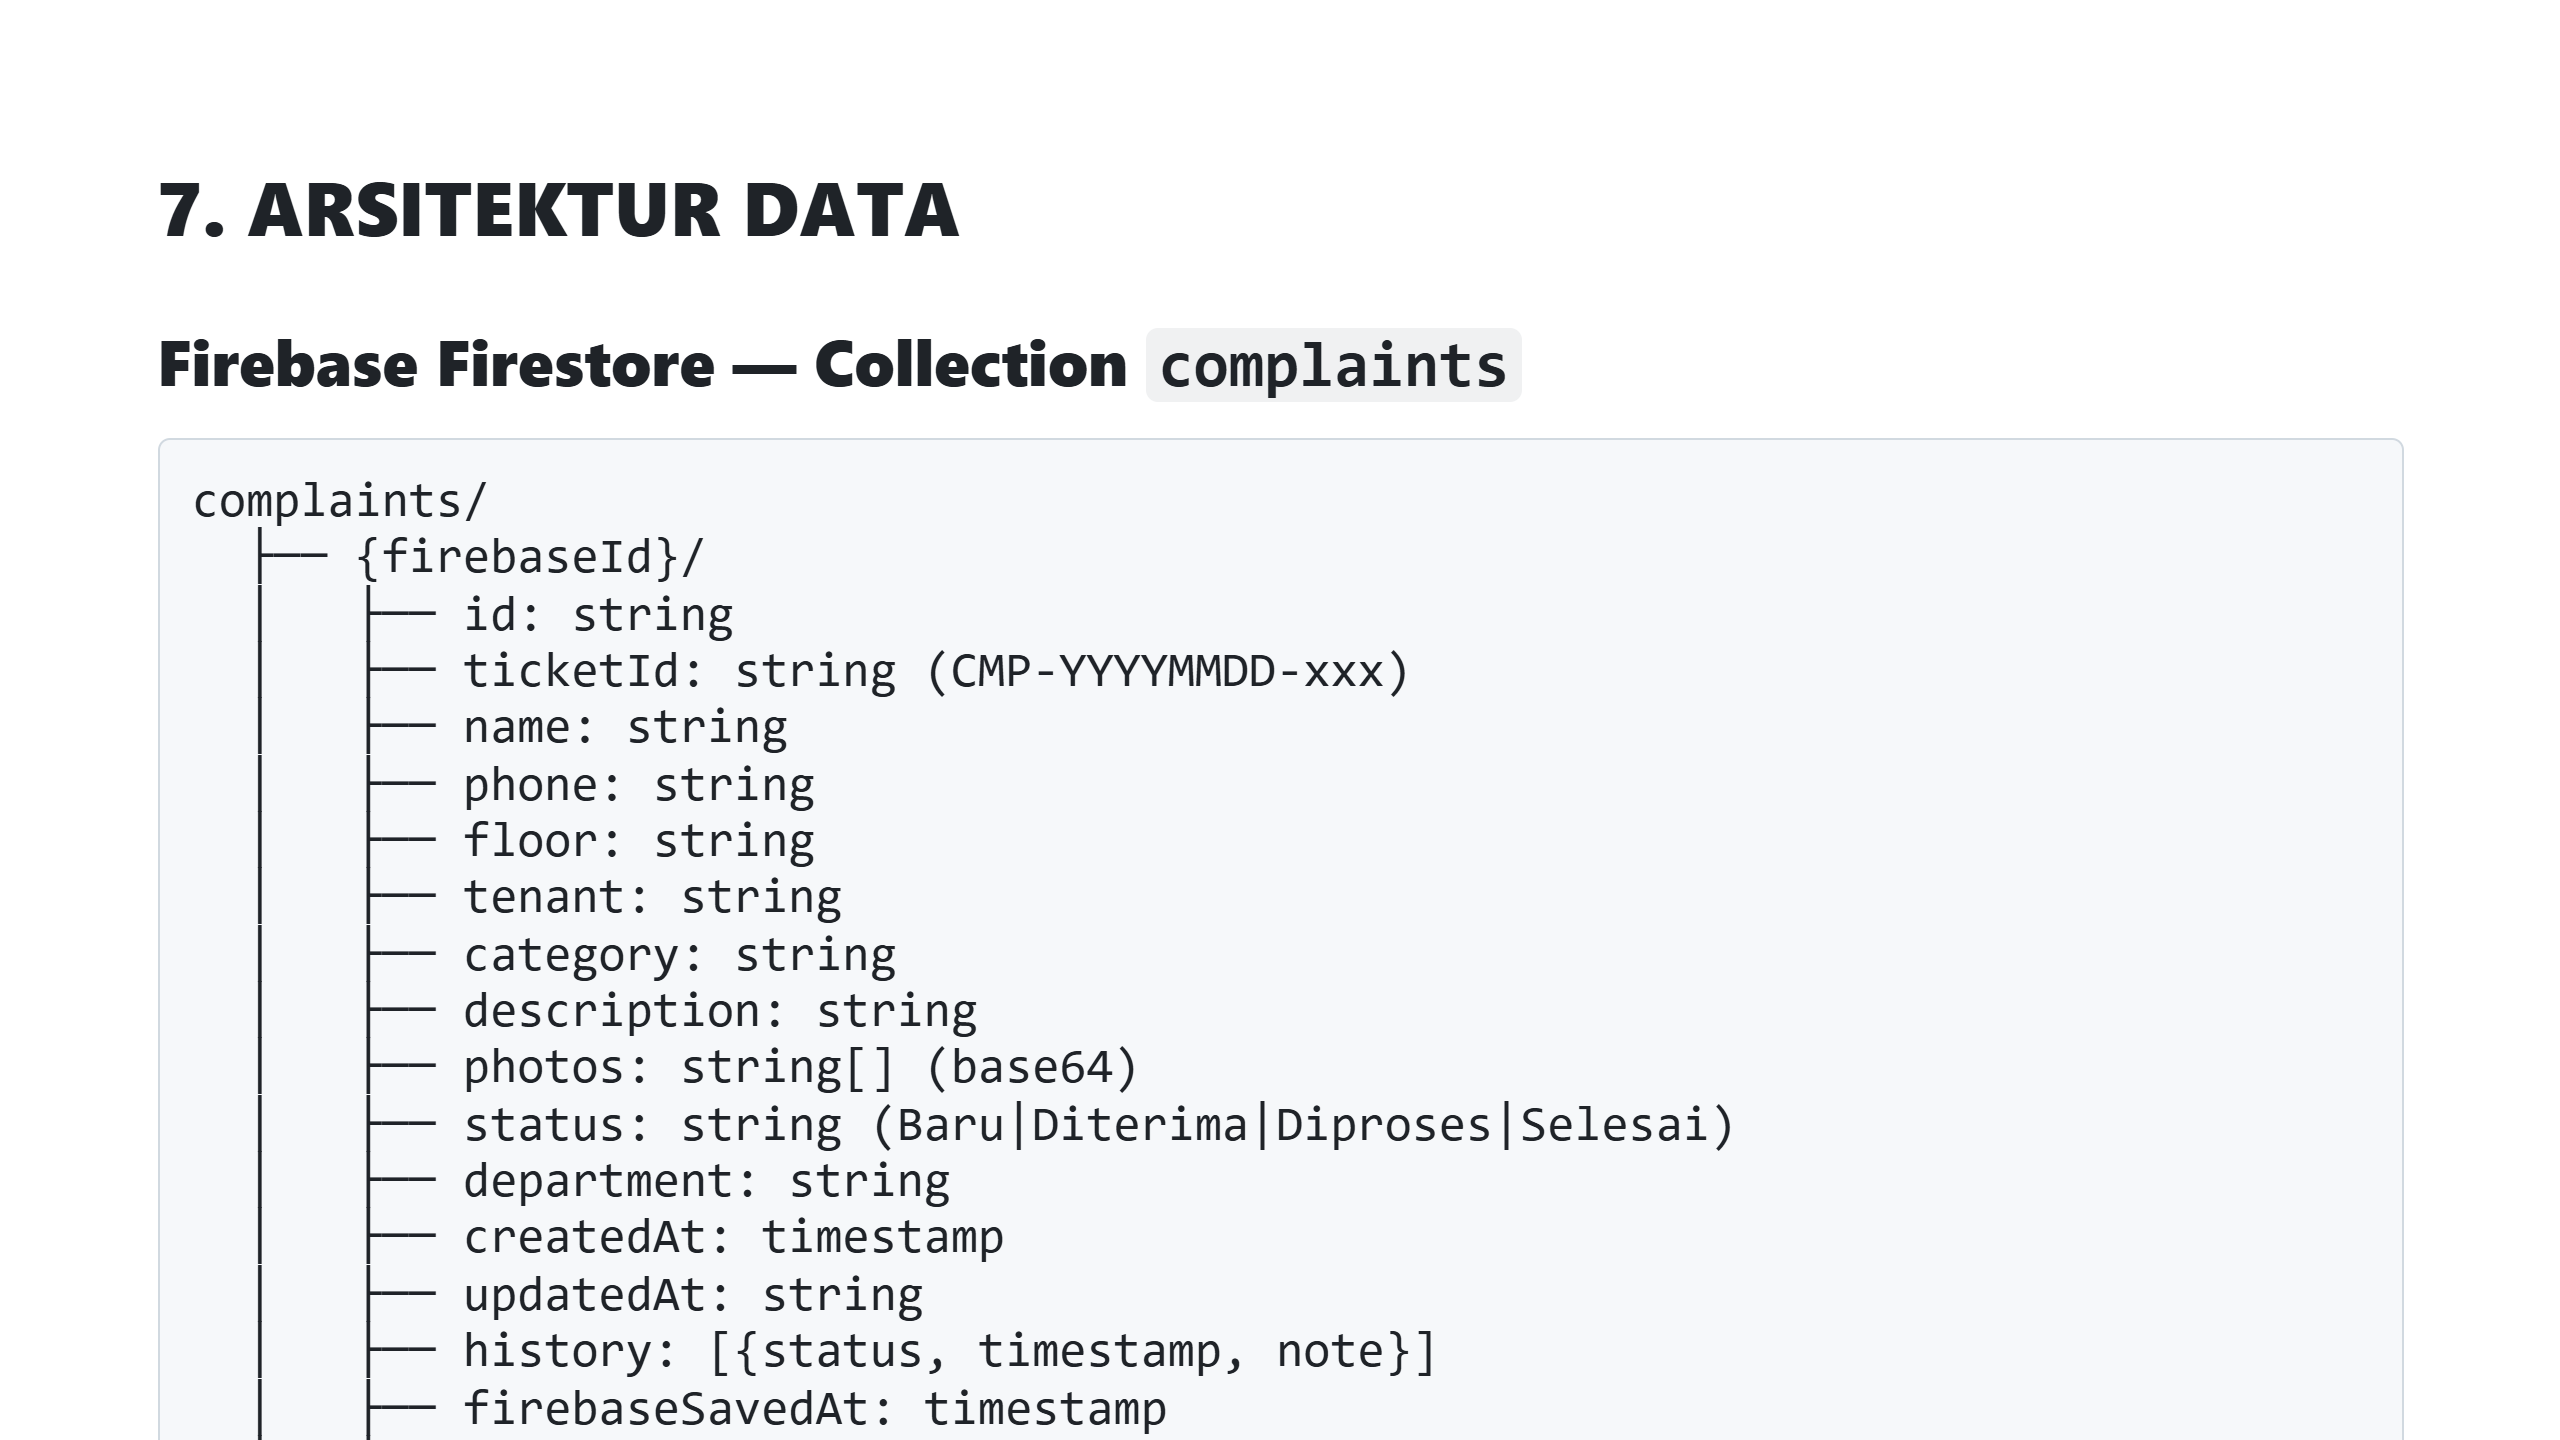 7. ARSITEKTUR DATA
Firebase Firestore — Collection complaints
complaints/
├── {firebaseId}/
│   ├── id: string
│   ├── ticketId: string (CMP-YYYYMMDD-xxx)
│   ├── name: string
│   ├── phone: string
│   ├── floor: string
│   ├── tenant: string
│   ├── category: string
│   ├── description: string
│   ├── photos: string[] (base64)
│   ├── status: string (Baru|Diterima|Diproses|Selesai)
│   ├── department: string
│   ├── createdAt: timestamp
│   ├── updatedAt: string
│   ├── history: [{status, timestamp, note}]
│   ├── firebaseSavedAt: timestamp